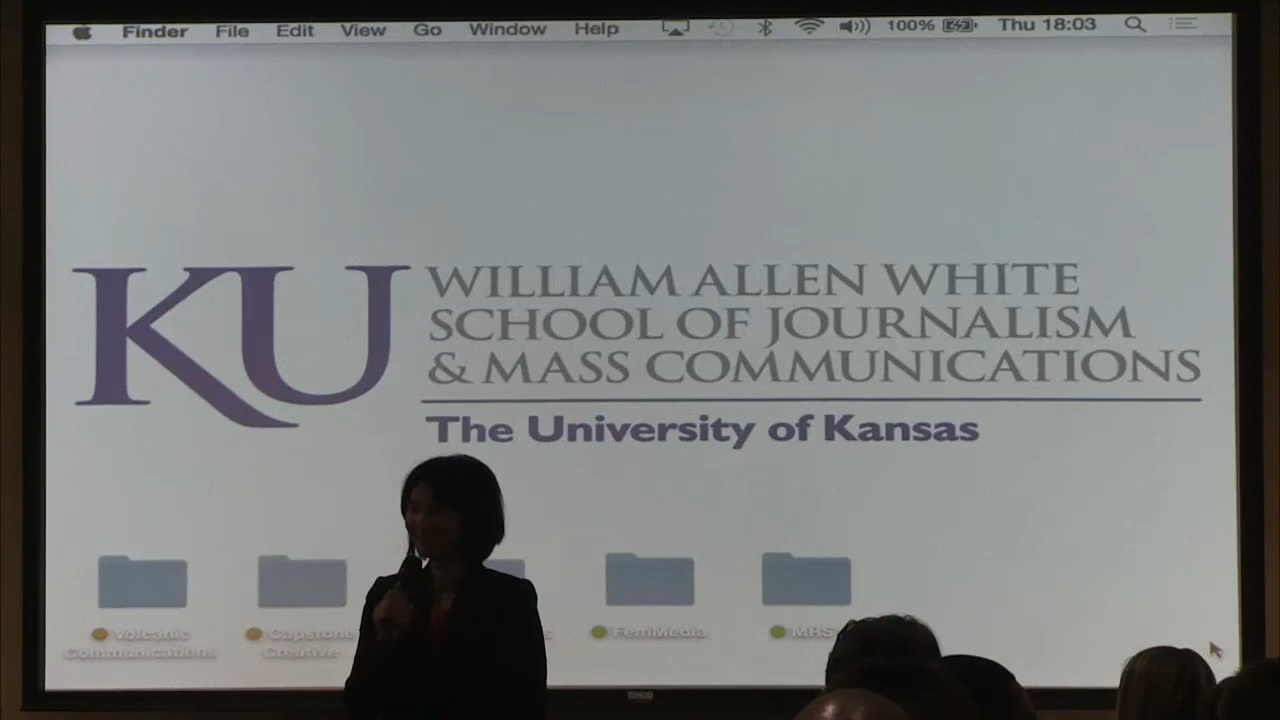 Finder File Edit View Go Window Help 100% Thu 18:03
KU
WILLIAM ALLEN WHITE
SCHOOL OF JOURNALISM
& MASS COMMUNICATIONS
The University of Kansas
Volcanic
Communications
Capstone
Creative
FemMedia
MRS